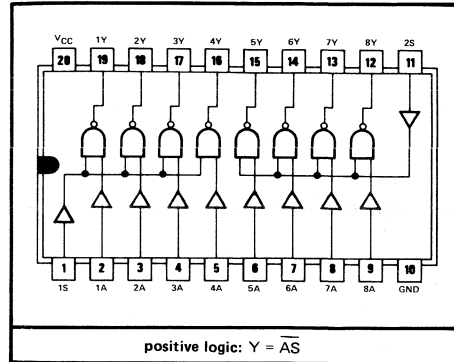 VCC 1Y 2Y 3Y 4Y 5Y 6Y 7Y 8Y 2S
20 19 18 17 16 15 14 13 12 11
1 2 3 4 5 6 7 8 9 10
1S 1A 2A 3A 4A 5A 6A 7A 8A GND
positive logic: Y = A̅S̅